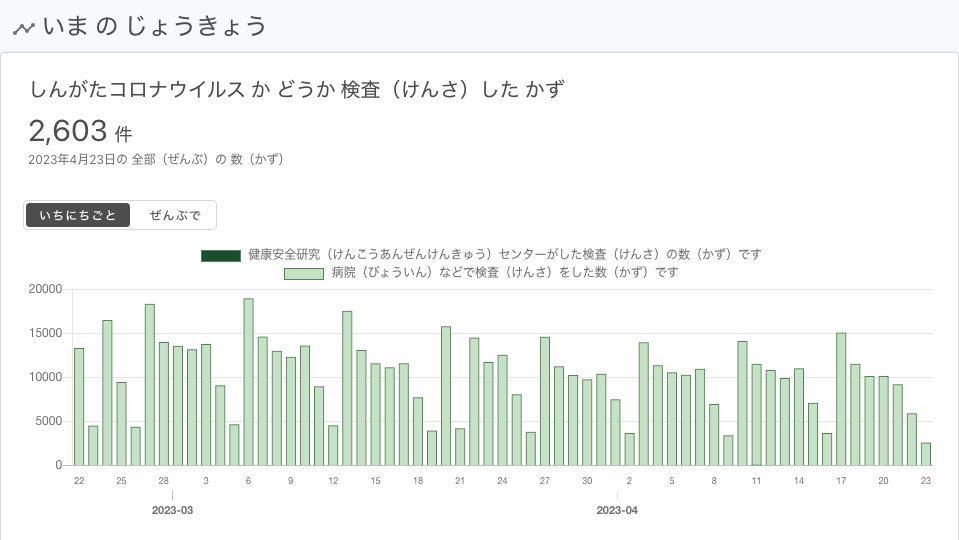 いま の じょうきょう
しんがたコロナウイルス か どうか 検査（けんさ）した かず
2,603 件
2023年4月23日の 全部（ぜんぶ）の 数（かず）
いちにちごと ぜんぶで
健康安全研究（けんこうあんぜんけんきゅう）センターがした検査（けんさ）の数（かず）です
病院（びょういん）などで検査（けんさ）をした数（かず）です
20000
15000
10000
5000
0
22 25 28 3 6 9 12 15 18 21 24 27 30 2 5 8 11 14 17 20 23
2023-03 2023-04